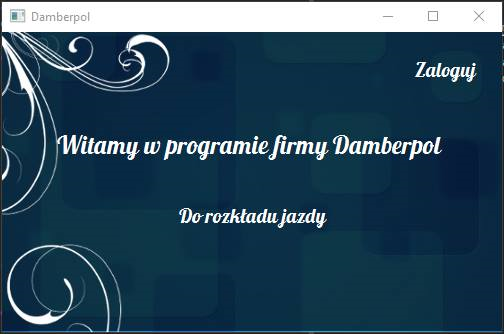 Damberpol
Zaloguj
Witamy w programie firmy Damberpol
Do rozkładu jazdy